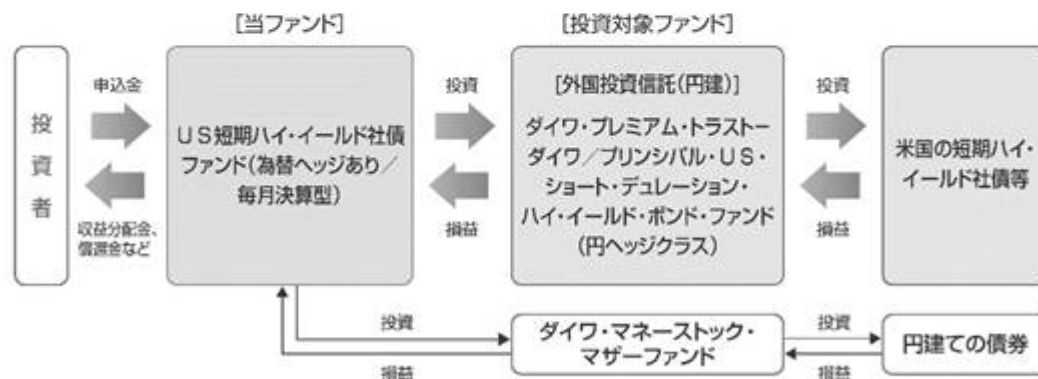 [当ファンド]
[投資対象ファンド]
投資者
申込金
収益分配金、
償還金など
US短期ハイ・イールド社債
ファンド(為替ヘッジあり/
毎月決算型)
投資
損益
[外国投資信託(円建)]
ダイワ・プレミアム・トラストー
ダイワ/プリンシパル・US・
ショート・デュレーション・
ハイ・イールド・ボンド・ファンド
(円ヘッジクラス)
投資
損益
米国の短期ハイ・
イールド社債等
投資
損益
ダイワ・マネーストック・
マザーファンド
投資
損益
円建ての債券